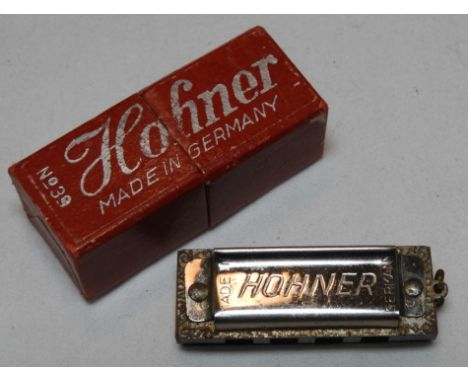 Hohner
No 39
MADE IN GERMANY
HOHNER
GERMANY